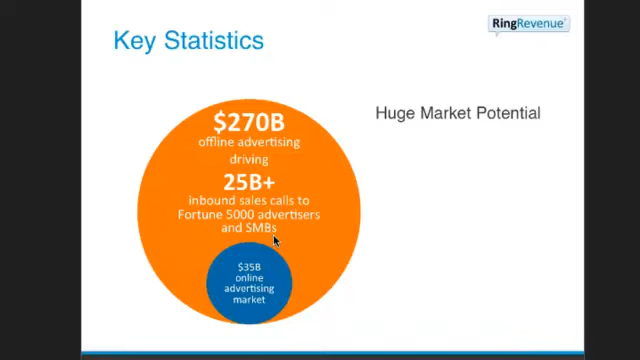 Key Statistics
RingRevenue
Huge Market Potential
$270B
offline advertising
driving
25B+
inbound sales calls to
Fortune 5000 advertisers
and SMBs
$35B
online
advertising
market